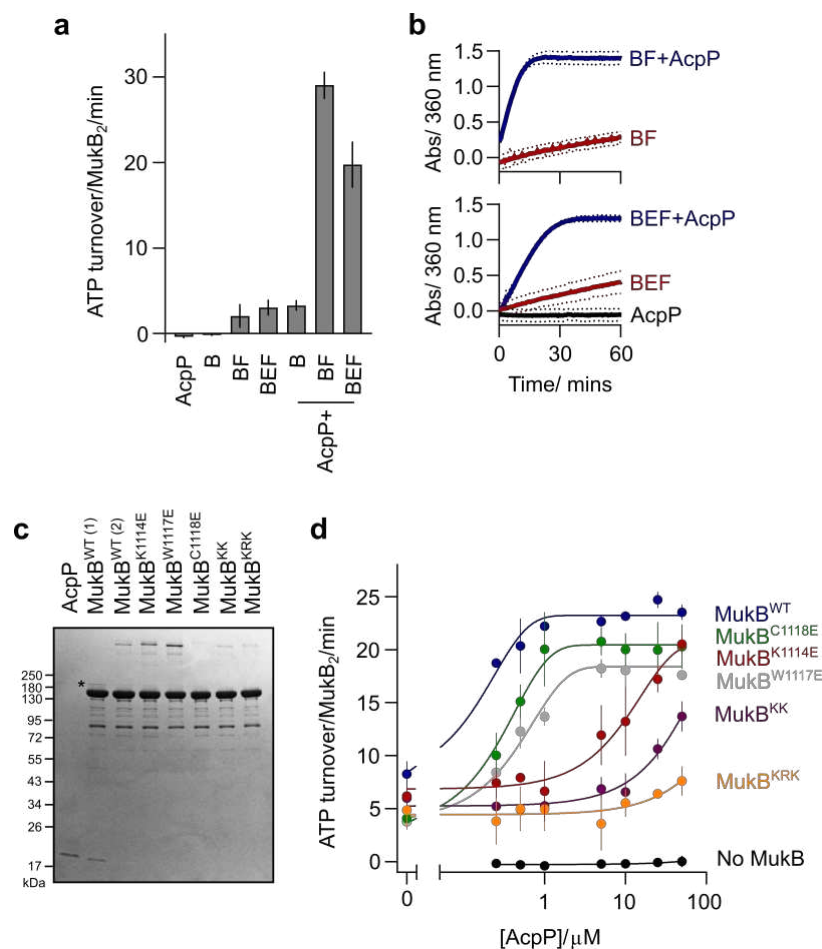 a
ATP turnover/MukB2/min
30
20
10
0
AcpP
B
BF
BEF
B
BF
BEF
AcpP+
b
Abs/ 360 nm
1.5
1.0
0.5
0.0
BF+AcpP
BF
Abs/ 360 nm
1.5
1.0
0.5
0.0
BEF+AcpP
BEF
AcpP
0
30
60
Time/ mins
c
AcpP
MukBWT (1)
MukBWT (2)
MukBK1114E
MukBW1117E
MukBC1118E
MukBKK
MukBKRK
250
180
130
95
72
55
43
34
26
17
kDa
*
d
ATP turnover/MukB2/min
25
20
15
10
5
0
MukBWT
MukBC1118E
MukBK1114E
MukBW1117E
MukBKK
MukBKRK
No MukB
0
1
10
100
[AcpP]/μM